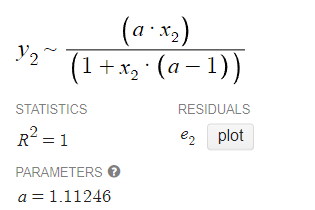 y₂ ~ (a · x₂) / (1 + x₂ · (a − 1))
STATISTICS RESIDUALS
R² = 1 e₂ plot
PARAMETERS ?
a = 1.11246